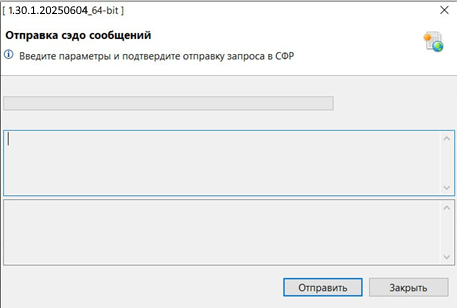 [ 1.30.1.20250604_64-bit ]
Отправка сэдо сообщений
Введите параметры и подтвердите отправку запроса в СФР
Отправить
Закрыть